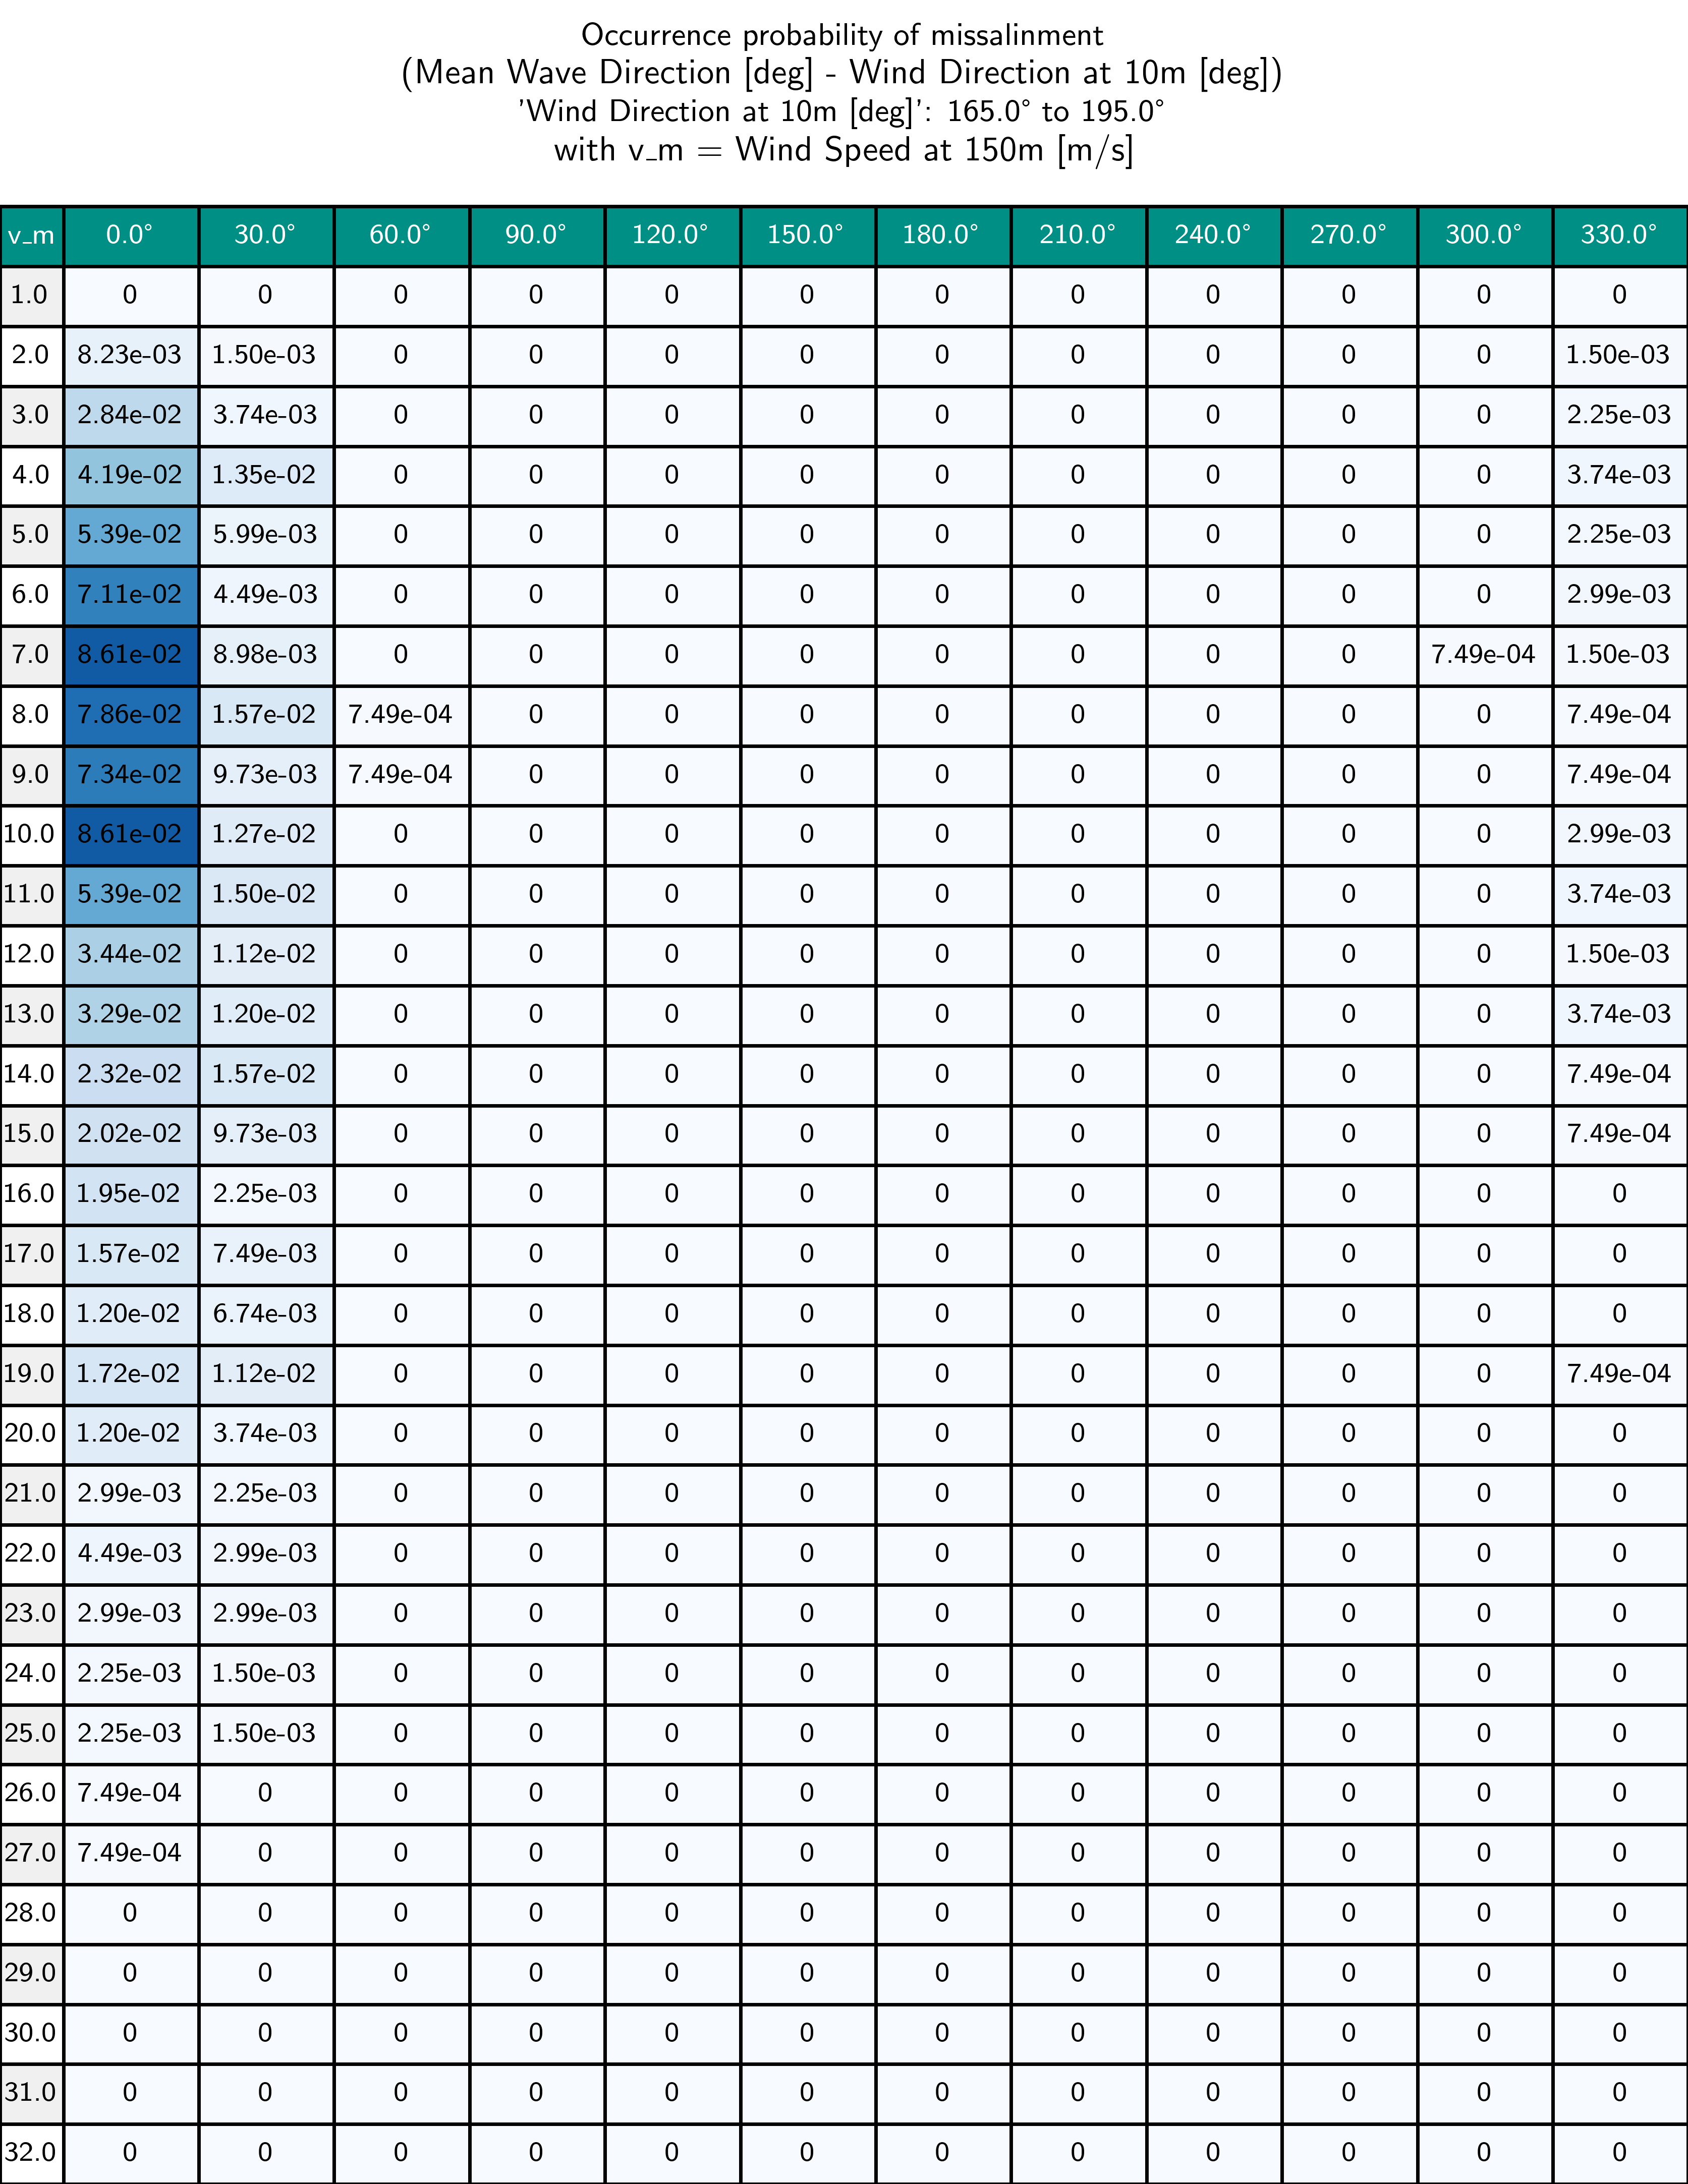 Occurrence probability of missalinment
(Mean Wave Direction [deg] - Wind Direction at 10m [deg])
'Wind Direction at 10m [deg]': 165.0° to 195.0°
with v_m = Wind Speed at 150m [m/s]
v_m 0.0° 30.0° 60.0° 90.0° 120.0° 150.0° 180.0° 210.0° 240.0° 270.0° 300.0° 330.0°
1.0 0 0 0 0 0 0 0 0 0 0 0 0
2.0 8.23e-03 1.50e-03 0 0 0 0 0 0 0 0 0 1.50e-03
3.0 2.84e-02 3.74e-03 0 0 0 0 0 0 0 0 0 2.25e-03
4.0 4.19e-02 1.35e-02 0 0 0 0 0 0 0 0 0 3.74e-03
5.0 5.39e-02 5.99e-03 0 0 0 0 0 0 0 0 0 2.25e-03
6.0 7.11e-02 4.49e-03 0 0 0 0 0 0 0 0 0 2.99e-03
7.0 8.61e-02 8.98e-03 0 0 0 0 0 0 0 0 7.49e-04 1.50e-03
8.0 7.86e-02 1.57e-02 7.49e-04 0 0 0 0 0 0 0 0 7.49e-04
9.0 7.34e-02 9.73e-03 7.49e-04 0 0 0 0 0 0 0 0 7.49e-04
10.0 8.61e-02 1.27e-02 0 0 0 0 0 0 0 0 0 2.99e-03
11.0 5.39e-02 1.50e-02 0 0 0 0 0 0 0 0 0 3.74e-03
12.0 3.44e-02 1.12e-02 0 0 0 0 0 0 0 0 0 1.50e-03
13.0 3.29e-02 1.20e-02 0 0 0 0 0 0 0 0 0 3.74e-03
14.0 2.32e-02 1.57e-02 0 0 0 0 0 0 0 0 0 7.49e-04
15.0 2.02e-02 9.73e-03 0 0 0 0 0 0 0 0 0 7.49e-04
16.0 1.95e-02 2.25e-03 0 0 0 0 0 0 0 0 0 0
17.0 1.57e-02 7.49e-03 0 0 0 0 0 0 0 0 0 0
18.0 1.20e-02 6.74e-03 0 0 0 0 0 0 0 0 0 0
19.0 1.72e-02 1.12e-02 0 0 0 0 0 0 0 0 0 7.49e-04
20.0 1.20e-02 3.74e-03 0 0 0 0 0 0 0 0 0 0
21.0 2.99e-03 2.25e-03 0 0 0 0 0 0 0 0 0 0
22.0 4.49e-03 2.99e-03 0 0 0 0 0 0 0 0 0 0
23.0 2.99e-03 2.99e-03 0 0 0 0 0 0 0 0 0 0
24.0 2.25e-03 1.50e-03 0 0 0 0 0 0 0 0 0 0
25.0 2.25e-03 1.50e-03 0 0 0 0 0 0 0 0 0 0
26.0 7.49e-04 0 0 0 0 0 0 0 0 0 0 0
27.0 7.49e-04 0 0 0 0 0 0 0 0 0 0 0
28.0 0 0 0 0 0 0 0 0 0 0 0 0
29.0 0 0 0 0 0 0 0 0 0 0 0 0
30.0 0 0 0 0 0 0 0 0 0 0 0 0
31.0 0 0 0 0 0 0 0 0 0 0 0 0
32.0 0 0 0 0 0 0 0 0 0 0 0 0